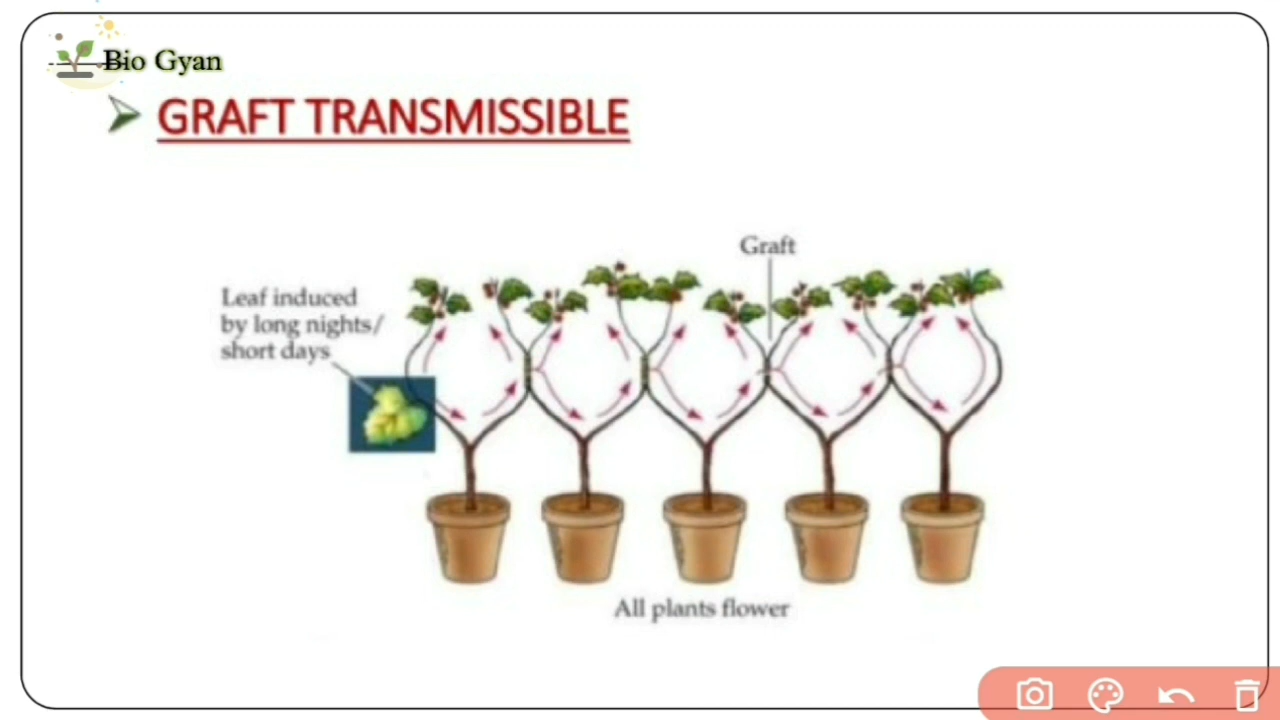 Bio Gyan
GRAFT TRANSMISSIBLE
Graft
Leaf induced
by long nights/
short days
All plants flower